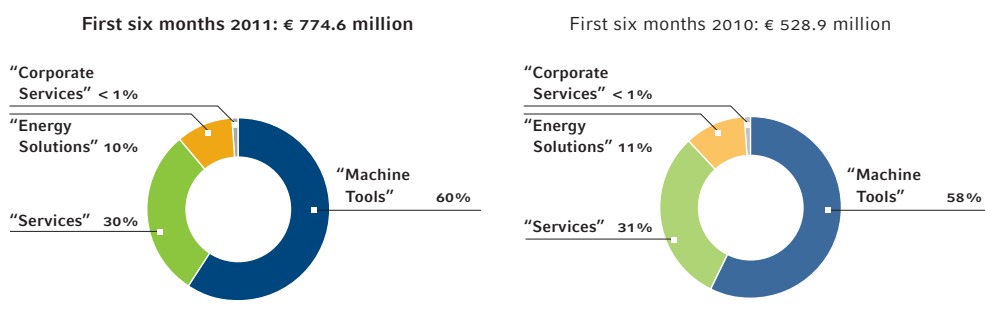 First six months 2011: € 774.6 million
“Corporate
Services” < 1%
“Energy
Solutions” 10%
“Machine
Tools” 60%
“Services” 30%
First six months 2010: € 528.9 million
“Corporate
Services” < 1%
“Energy
Solutions” 11%
“Machine
Tools” 58%
“Services” 31%